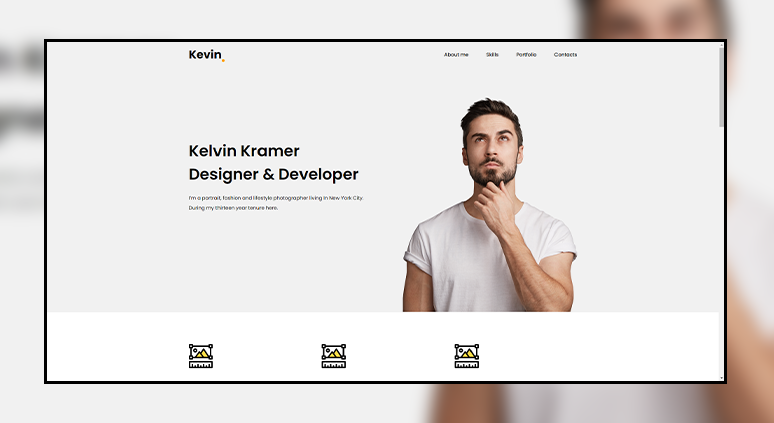 Kevin.
About me Skills Portfolio Contacts
Kelvin Kramer
Designer & Developer
I'm a portrait, fashion and lifestyle photographer living in New York City.
During my thirteen year tenure here.